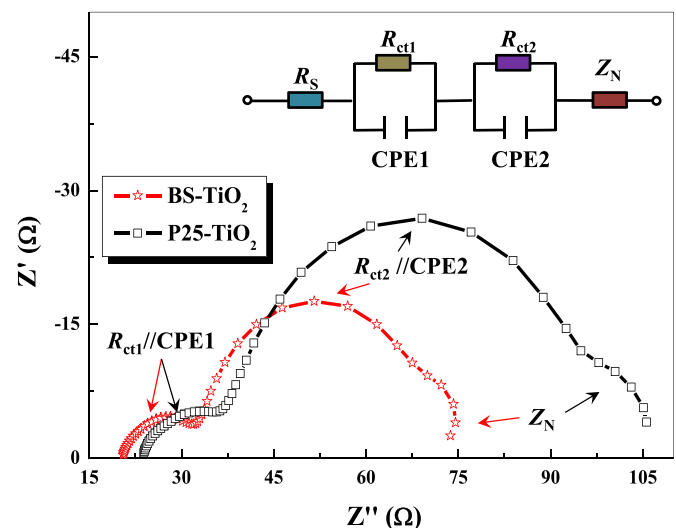 -45
-30
-15
0
Z' (Ω)
R_S
R_ct1
CPE1
R_ct2
CPE2
Z_N
BS-TiO₂
P25-TiO₂
R_ct1//CPE1
R_ct2//CPE2
Z_N
15 30 45 60 75 90 105
Z'' (Ω)